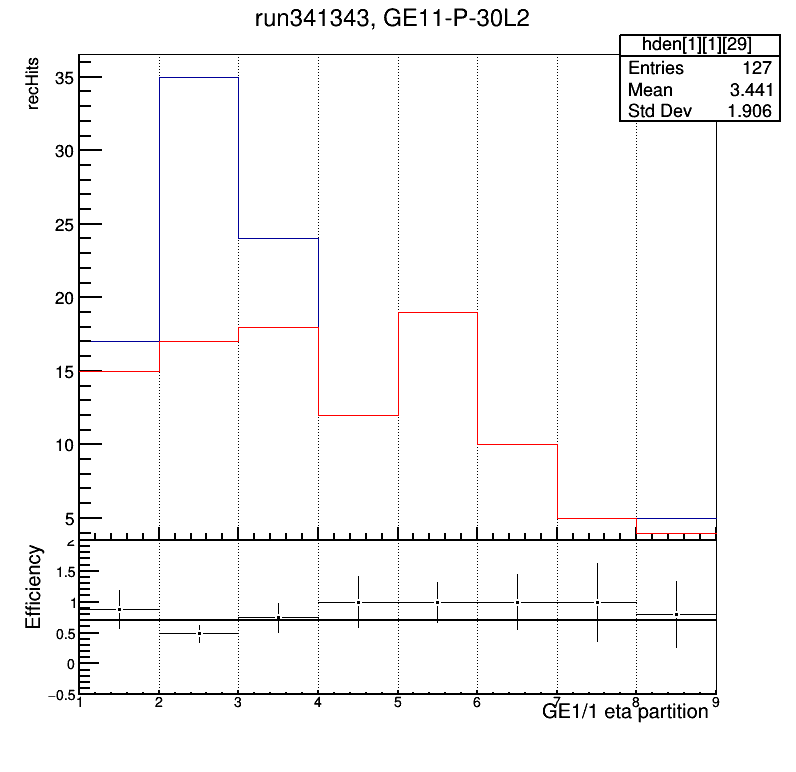 run341343, GE11-P-30L2
hden[1][1][29]
Entries 127
Mean 3.441
Std Dev 1.906
recHits
35
30
25
20
15
10
5
Efficiency
2
1.5
1
0.5
0
−0.5
1 2 3 4 5 6 7 8 9
GE1/1 eta partition